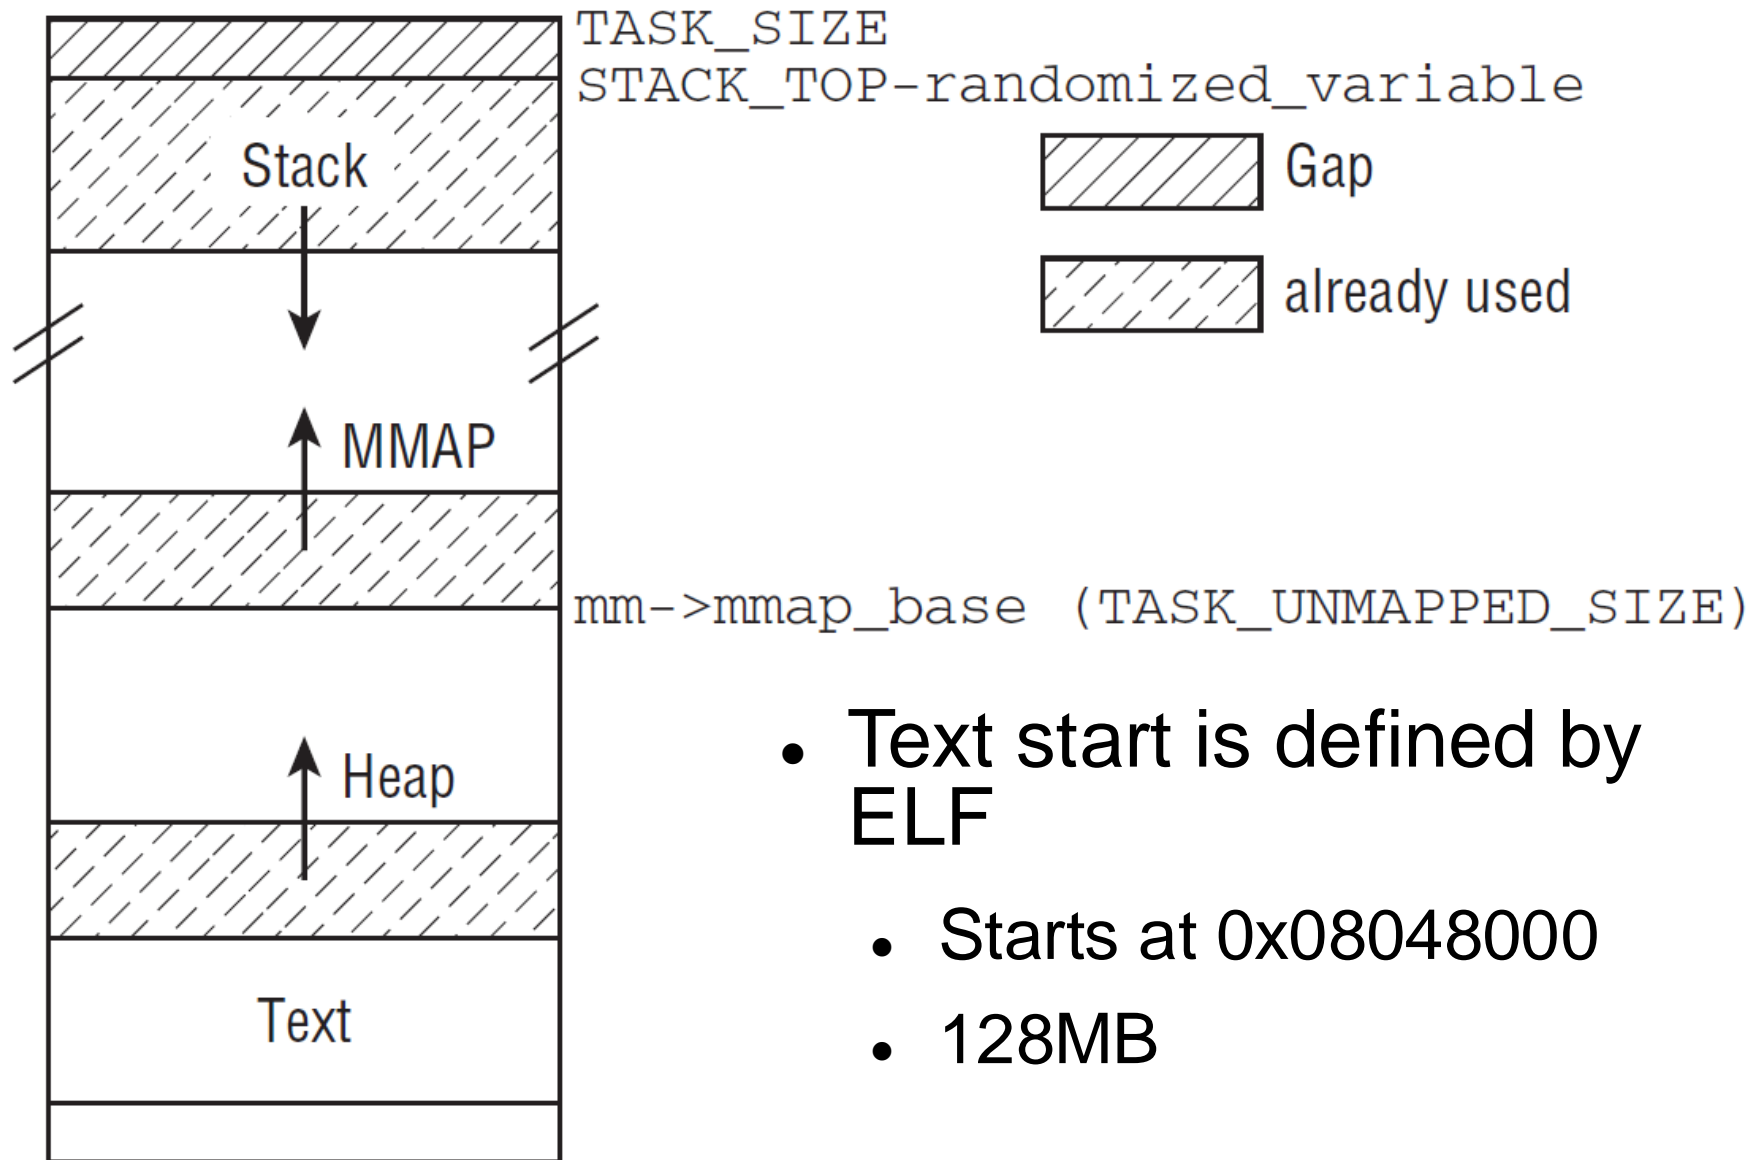 TASK_SIZE
STACK_TOP-randomized_variable
Gap
Stack
already used
MMAP
mm->mmap_base (TASK_UNMAPPED_SIZE)
• Text start is defined by
ELF
Heap
• Starts at 0x08048000
Text
• 128MB